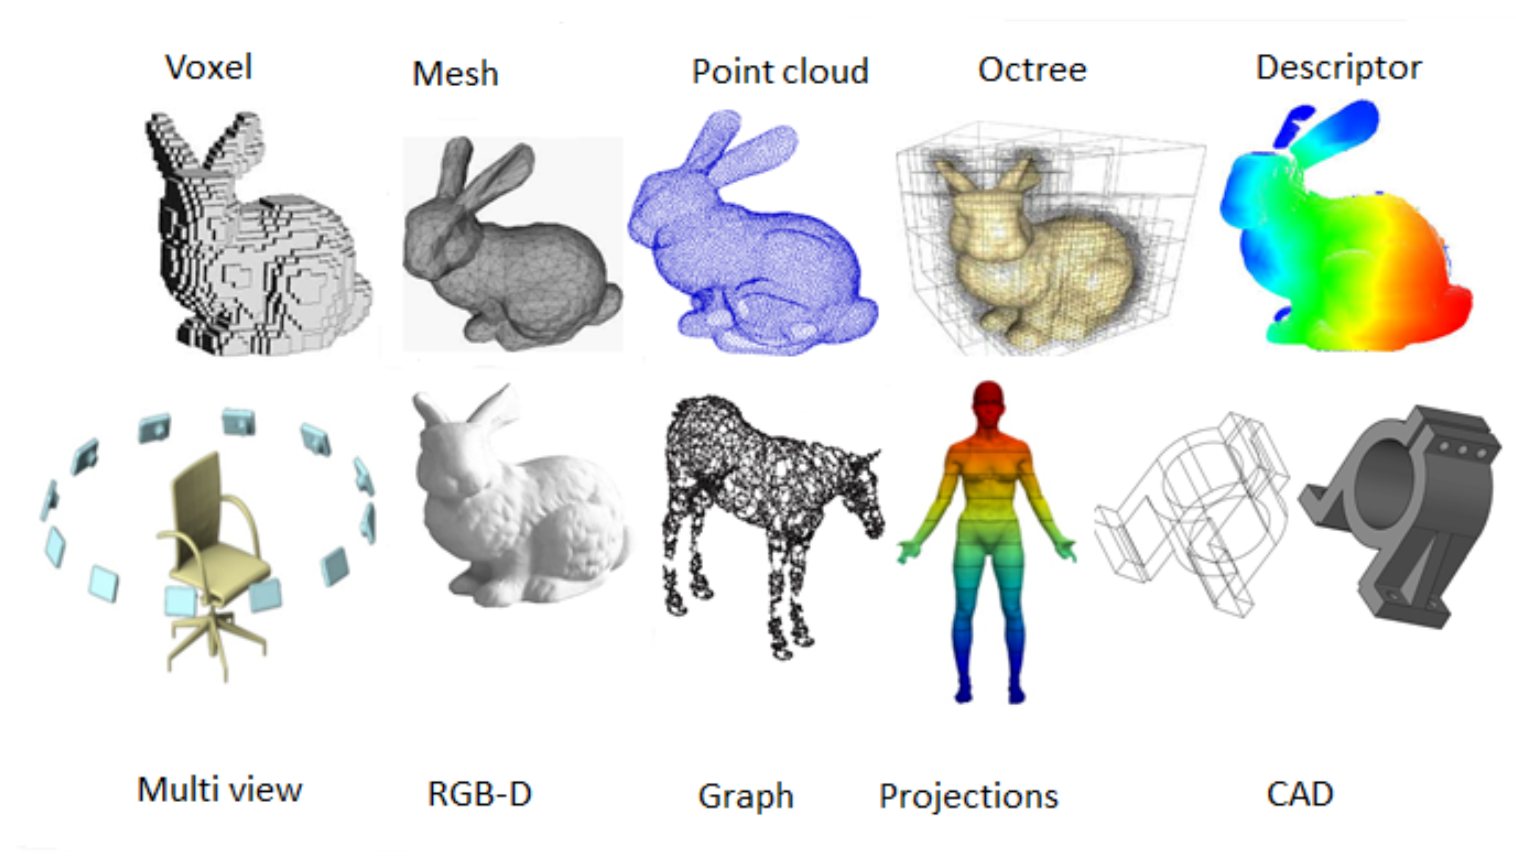 Voxel
Mesh
Point cloud
Octree
Descriptor
Multi view
RGB-D
Graph
Projections
CAD